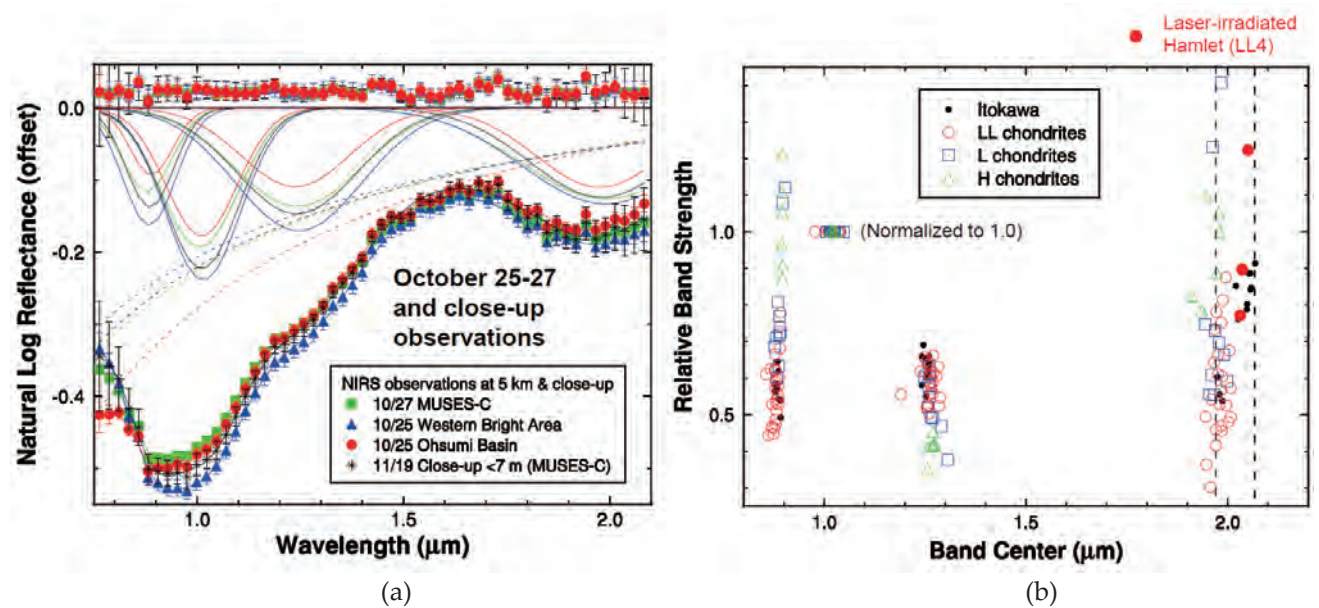 Natural Log Reflectance (offset)
0.0
-0.2
-0.4
October 25-27
and close-up
observations
NIRS observations at 5 km & close-up
10/27 MUSES-C
10/25 Western Bright Area
10/25 Ohsumi Basin
11/19 Close-up <7 m (MUSES-C)
1.0
1.5
2.0
Wavelength (μm)
(a)
Laser-irradiated
Hamlet (LL4)
Relative Band Strength
1.0
0.5
Itokawa
LL chondrites
L chondrites
H chondrites
(Normalized to 1.0)
1.0
1.5
2.0
Band Center (μm)
(b)